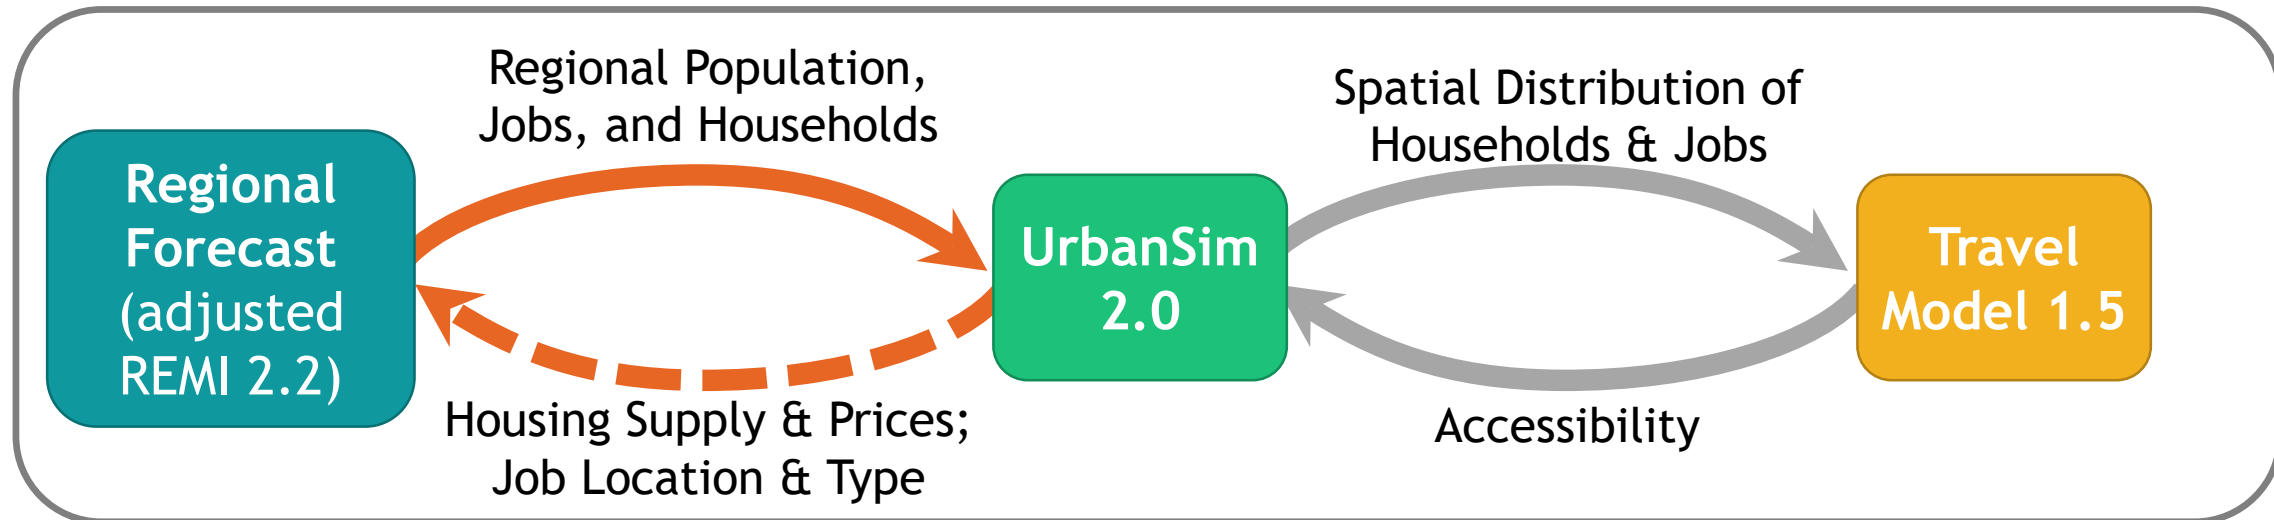 Regional Population,
Jobs, and Households
Spatial Distribution of
Households & Jobs
Regional
Forecast
(adjusted
REMI 2.2)
UrbanSim
2.0
Travel
Model 1.5
Housing Supply & Prices;
Job Location & Type
Accessibility